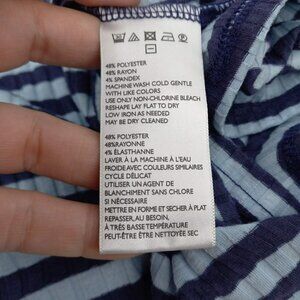 48% POLYESTER
48% RAYON
4% SPANDEX
MACHINE WASH COLD GENTLE
WITH LIKE COLORS
USE ONLY NON-CHLORINE BLEACH
RESHAPE LAY FLAT TO DRY
LOW IRON AS NEEDED
MAY BE DRY CLEANED
48% POLYESTER
48%RAYONNE
4% ÉLASTHANNE
LAVER À LA MACHINE À L'EAU
FROIDE AVEC COULEURS SIMILAIRES
CYCLE DÉLICAT
UTILISER UN AGENT DE
BLANCHIMENT SANS CHLORE
SI NÉCESSAIRE
METTRE EN FORME ET SECHER À PLAT
REPASSER, AU BESOIN,
À TRÈS BASSE TEMPÉRATURE
PEUT-ÊTRE ÊTRE NETTOYÉE SEC